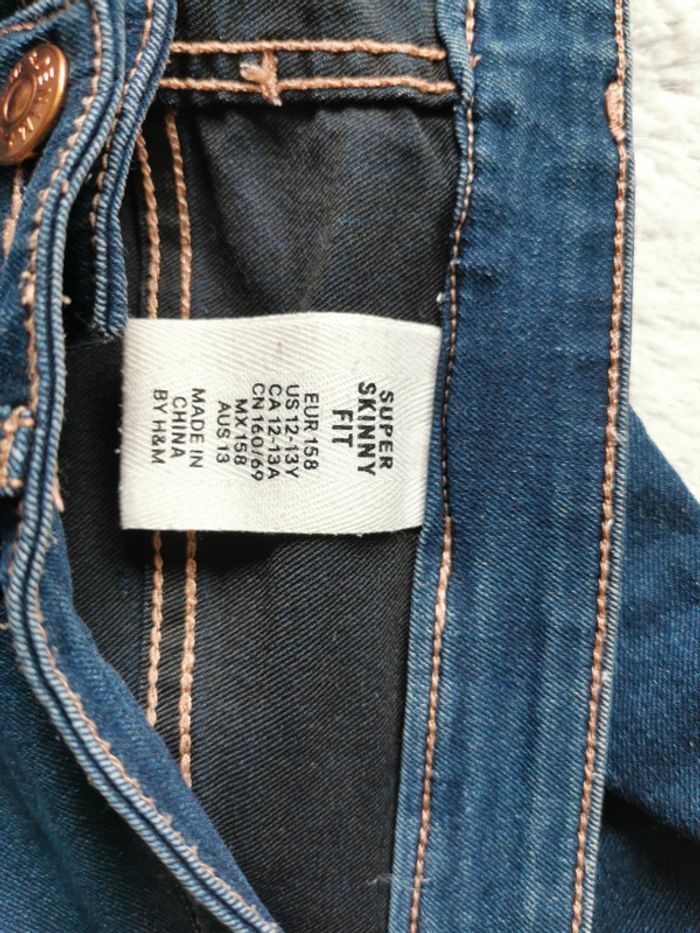 SUPER
SKINNY
FIT
EUR 158
US 12-13Y
CA 12-13A
CN 160/69
MX 158
AUS 13
MADE IN
CHINA
BY H&M